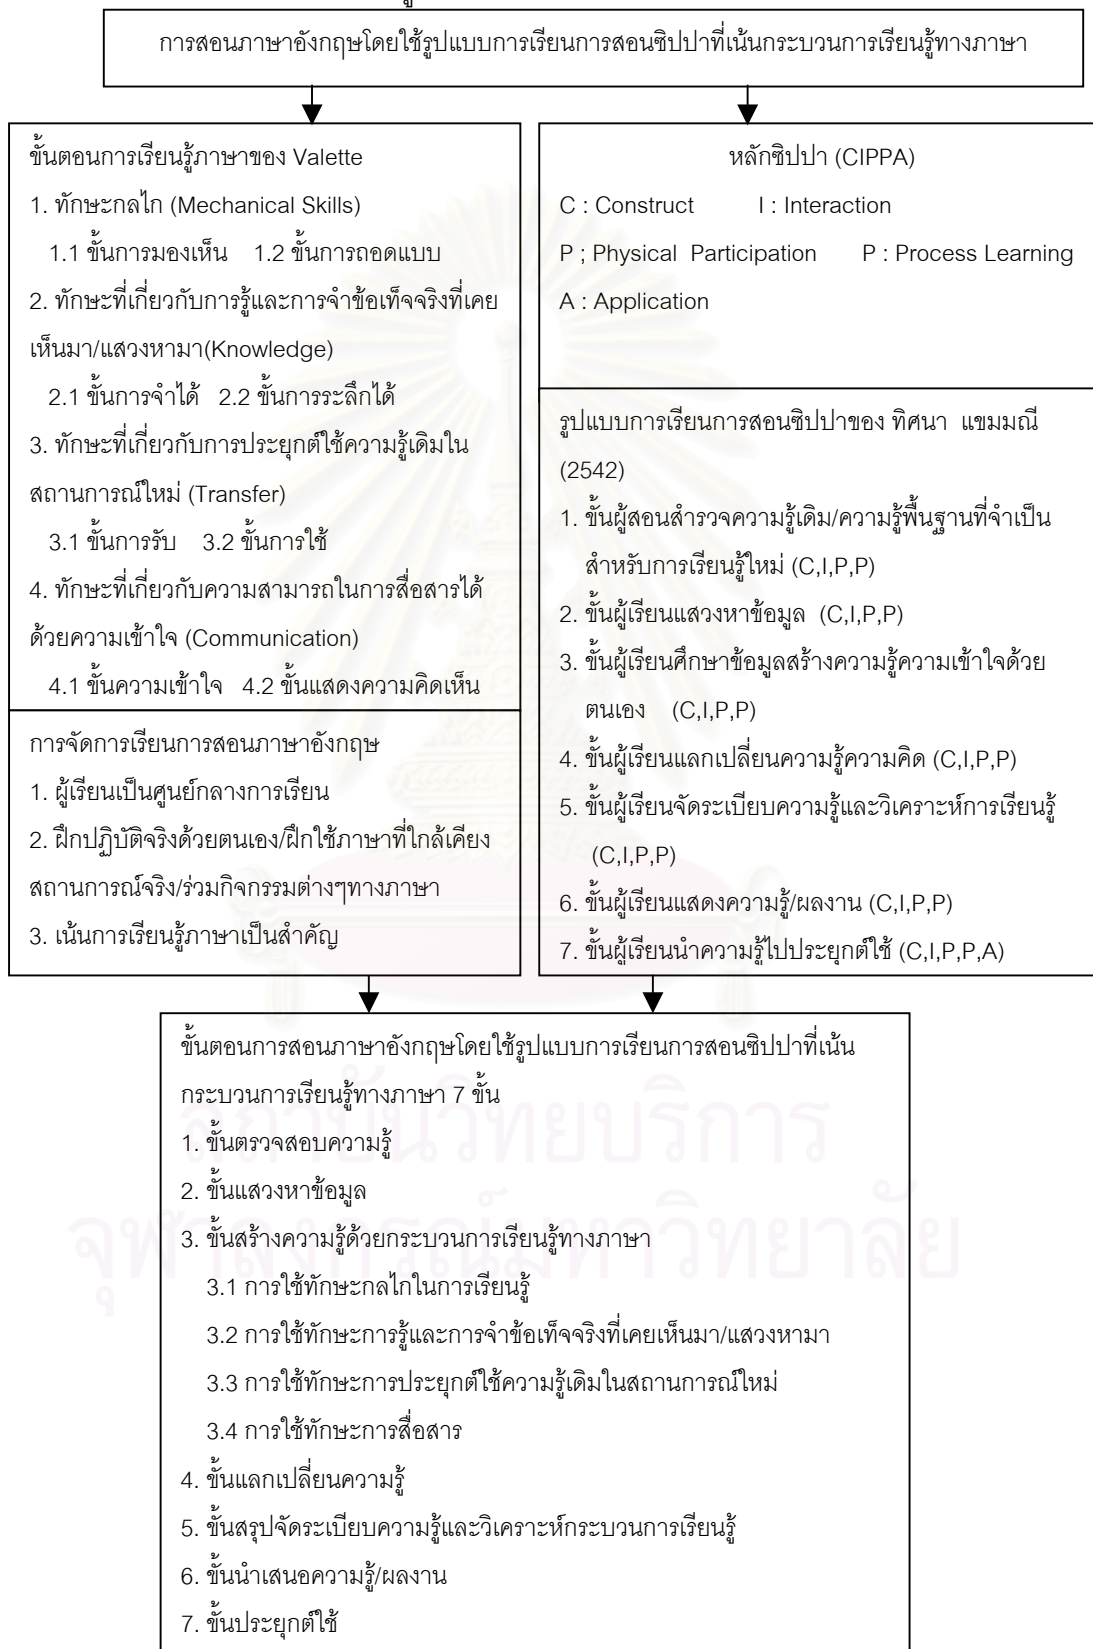 การสอนภาษาอังกฤษโดยใช้รูปแบบการเรียนการสอนซิปปาที่เน้นกระบวนการเรียนรู้ทางภาษา
ขั้นตอนการเรียนรู้ภาษาของ Valette
1. ทักษะกลไก (Mechanical Skills)
1.1 ขั้นการมองเห็น 1.2 ขั้นการถอดแบบ
2. ทักษะที่เกี่ยวกับการรู้และการจำข้อเท็จจริงที่เคย
เห็นมา/แสวงหามา(Knowledge)
2.1 ขั้นการจำได้ 2.2 ขั้นการระลึกได้
3. ทักษะที่เกี่ยวกับการประยุกต์ใช้ความรู้เดิมใน
สถานการณ์ใหม่ (Transfer)
3.1 ขั้นการรับ 3.2 ขั้นการใช้
4. ทักษะที่เกี่ยวกับความสามารถในการสื่อสารได้
ด้วยความเข้าใจ (Communication)
4.1 ขั้นความเข้าใจ 4.2 ขั้นแสดงความคิดเห็น
การจัดการเรียนการสอนภาษาอังกฤษ
1. ผู้เรียนเป็นศูนย์กลางการเรียน
2. ฝึกปฏิบัติจริงด้วยตนเอง/ฝึกใช้ภาษาที่ใกล้เคียง
สถานการณ์จริง/ร่วมกิจกรรมต่างๆทางภาษา
3. เน้นการเรียนรู้ภาษาเป็นสำคัญ
หลักซิปปา (CIPPA)
C : Construct I : Interaction
P ; Physical Participation P : Process Learning
A : Application
รูปแบบการเรียนการสอนซิปปาของ ทิศนา แขมมณี
(2542)
1. ขั้นผู้สอนสำรวจความรู้เดิม/ความรู้พื้นฐานที่จำเป็น
สำหรับการเรียนรู้ใหม่ (C,I,P,P)
2. ขั้นผู้เรียนแสวงหาข้อมูล (C,I,P,P)
3. ขั้นผู้เรียนศึกษาข้อมูลสร้างความรู้ความเข้าใจด้วย
ตนเอง (C,I,P,P)
4. ขั้นผู้เรียนแลกเปลี่ยนความรู้ความคิด (C,I,P,P)
5. ขั้นผู้เรียนจัดระเบียบความรู้และวิเคราะห์การเรียนรู้
(C,I,P,P)
6. ขั้นผู้เรียนแสดงความรู้/ผลงาน (C,I,P,P)
7. ขั้นผู้เรียนนำความรู้ไปประยุกต์ใช้ (C,I,P,P,A)
ขั้นตอนการสอนภาษาอังกฤษโดยใช้รูปแบบการเรียนการสอนซิปปาที่เน้น
กระบวนการเรียนรู้ทางภาษา 7 ขั้น
1. ขั้นตรวจสอบความรู้
2. ขั้นแสวงหาข้อมูล
3. ขั้นสร้างความรู้ด้วยกระบวนการเรียนรู้ทางภาษา
3.1 การใช้ทักษะกลไกในการเรียนรู้
3.2 การใช้ทักษะการรู้และการจำข้อเท็จจริงที่เคยเห็นมา/แสวงหามา
3.3 การใช้ทักษะการประยุกต์ใช้ความรู้เดิมในสถานการณ์ใหม่
3.4 การใช้ทักษะการสื่อสาร
4. ขั้นแลกเปลี่ยนความรู้
5. ขั้นสรุปจัดระเบียบความรู้และวิเคราะห์กระบวนการเรียนรู้
6. ขั้นนำเสนอความรู้/ผลงาน
7. ขั้นประยุกต์ใช้
สถาบันวิทยบริการ
จุฬาลงกรณ์มหาวิทยาลัย